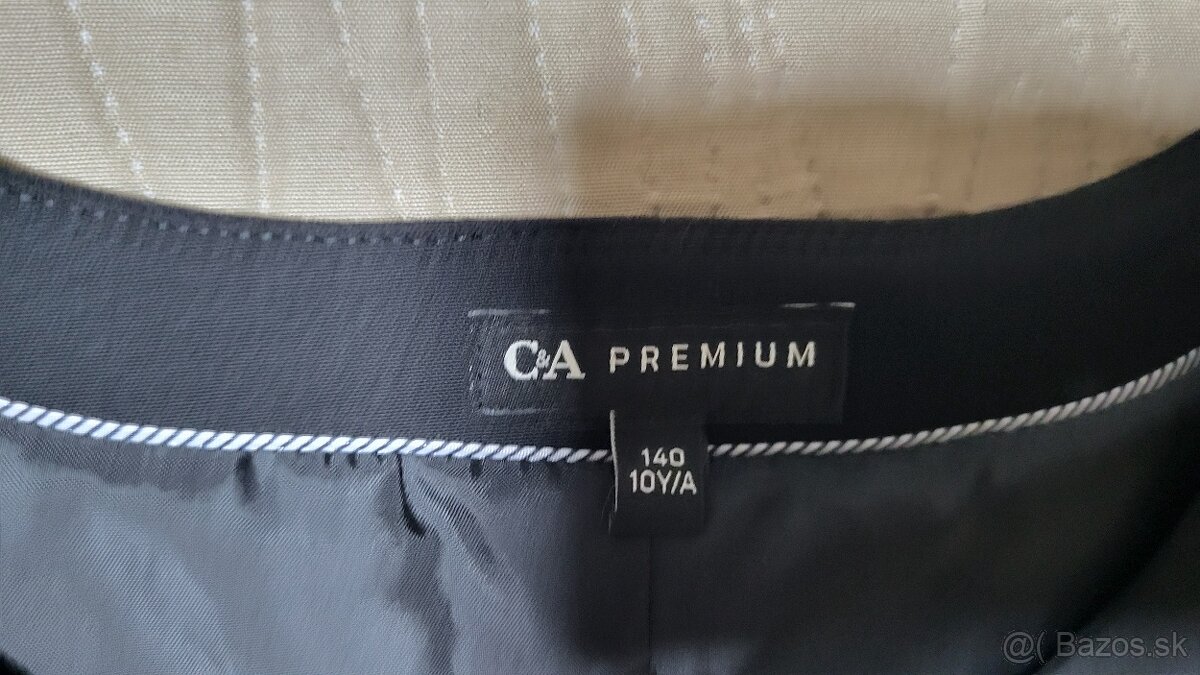 C&A PREMIUM
140
10Y/A
@( Bazos.sk